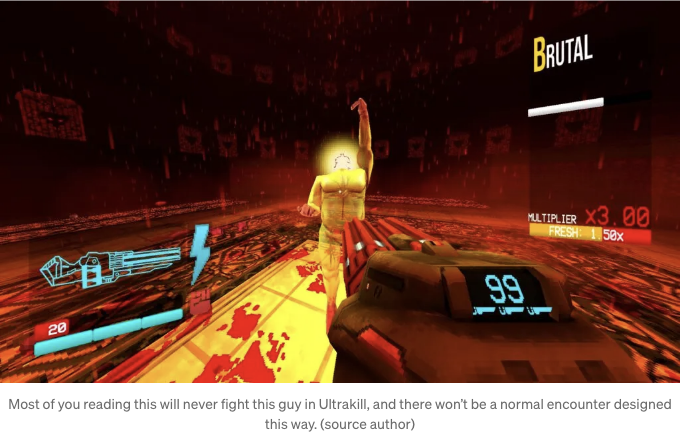 BRUTAL
MULTIPLIER x3.00
FRESH: 1.50x
99
20
Most of you reading this will never fight this guy in Ultrakill, and there won’t be a normal encounter designed
this way. (source author)